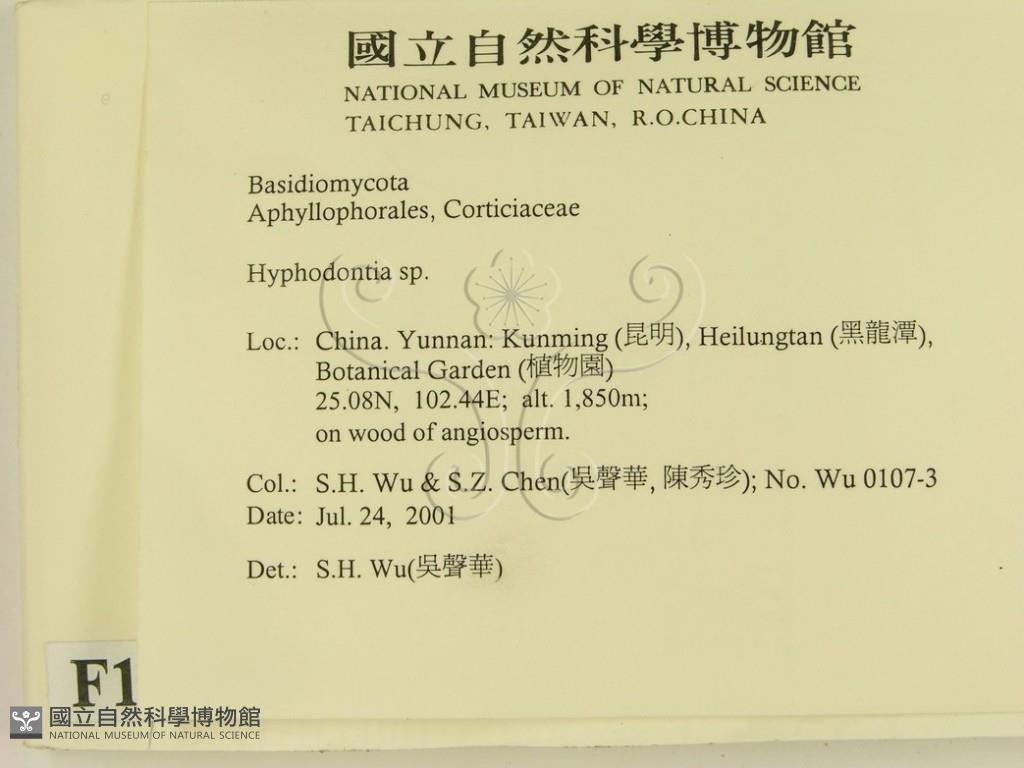 國立自然科學博物館
NATIONAL MUSEUM OF NATURAL SCIENCE
TAICHUNG, TAIWAN, R.O.CHINA
Basidiomycota
Aphyllophorales, Corticiaceae
Hyphodontia sp.
Loc.: China. Yunnan: Kunming (昆明), Heilungtan (黑龍潭),
Botanical Garden (植物園)
25.08N, 102.44E; alt. 1,850m;
on wood of angiosperm.
Col.: S.H. Wu & S.Z. Chen(吳聲華, 陳秀珍); No. Wu 0107-3
Date: Jul. 24, 2001
Det.: S.H. Wu(吳聲華)
F1
國立自然科學博物館
NATIONAL MUSEUM OF NATURAL SCIENCE